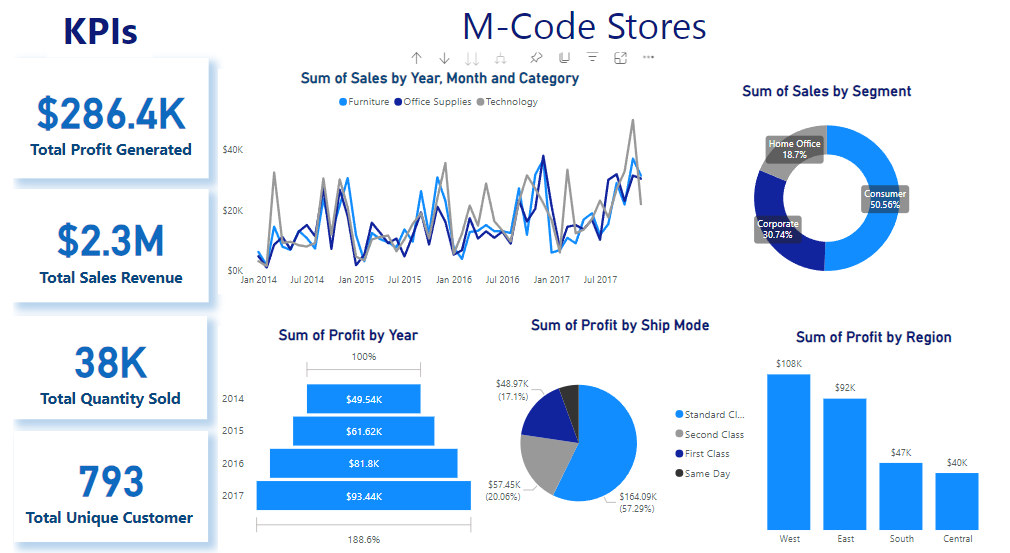 KPIs
M-Code Stores
$286.4K
Total Profit Generated
$2.3M
Total Sales Revenue
38K
Total Quantity Sold
793
Total Unique Customer
Sum of Sales by Year, Month and Category
Furniture Office Supplies Technology
$40K
$20K
$0K
Jan 2014 Jul 2014 Jan 2015 Jul 2015 Jan 2016 Jul 2016 Jan 2017 Jul 2017
Sum of Sales by Segment
Home Office
18.7%
Consumer
50.56%
Corporate
30.74%
Sum of Profit by Year
100%
2014 $49.54K
2015 $61.62K
2016 $81.8K
2017 $93.44K
188.6%
Sum of Profit by Ship Mode
$48.97K
(17.1%)
$57.45K
(20.06%)
$164.09K
(57.29%)
Standard Cl...
Second Class
First Class
Same Day
Sum of Profit by Region
$108K
$92K
$47K
$40K
West East South Central